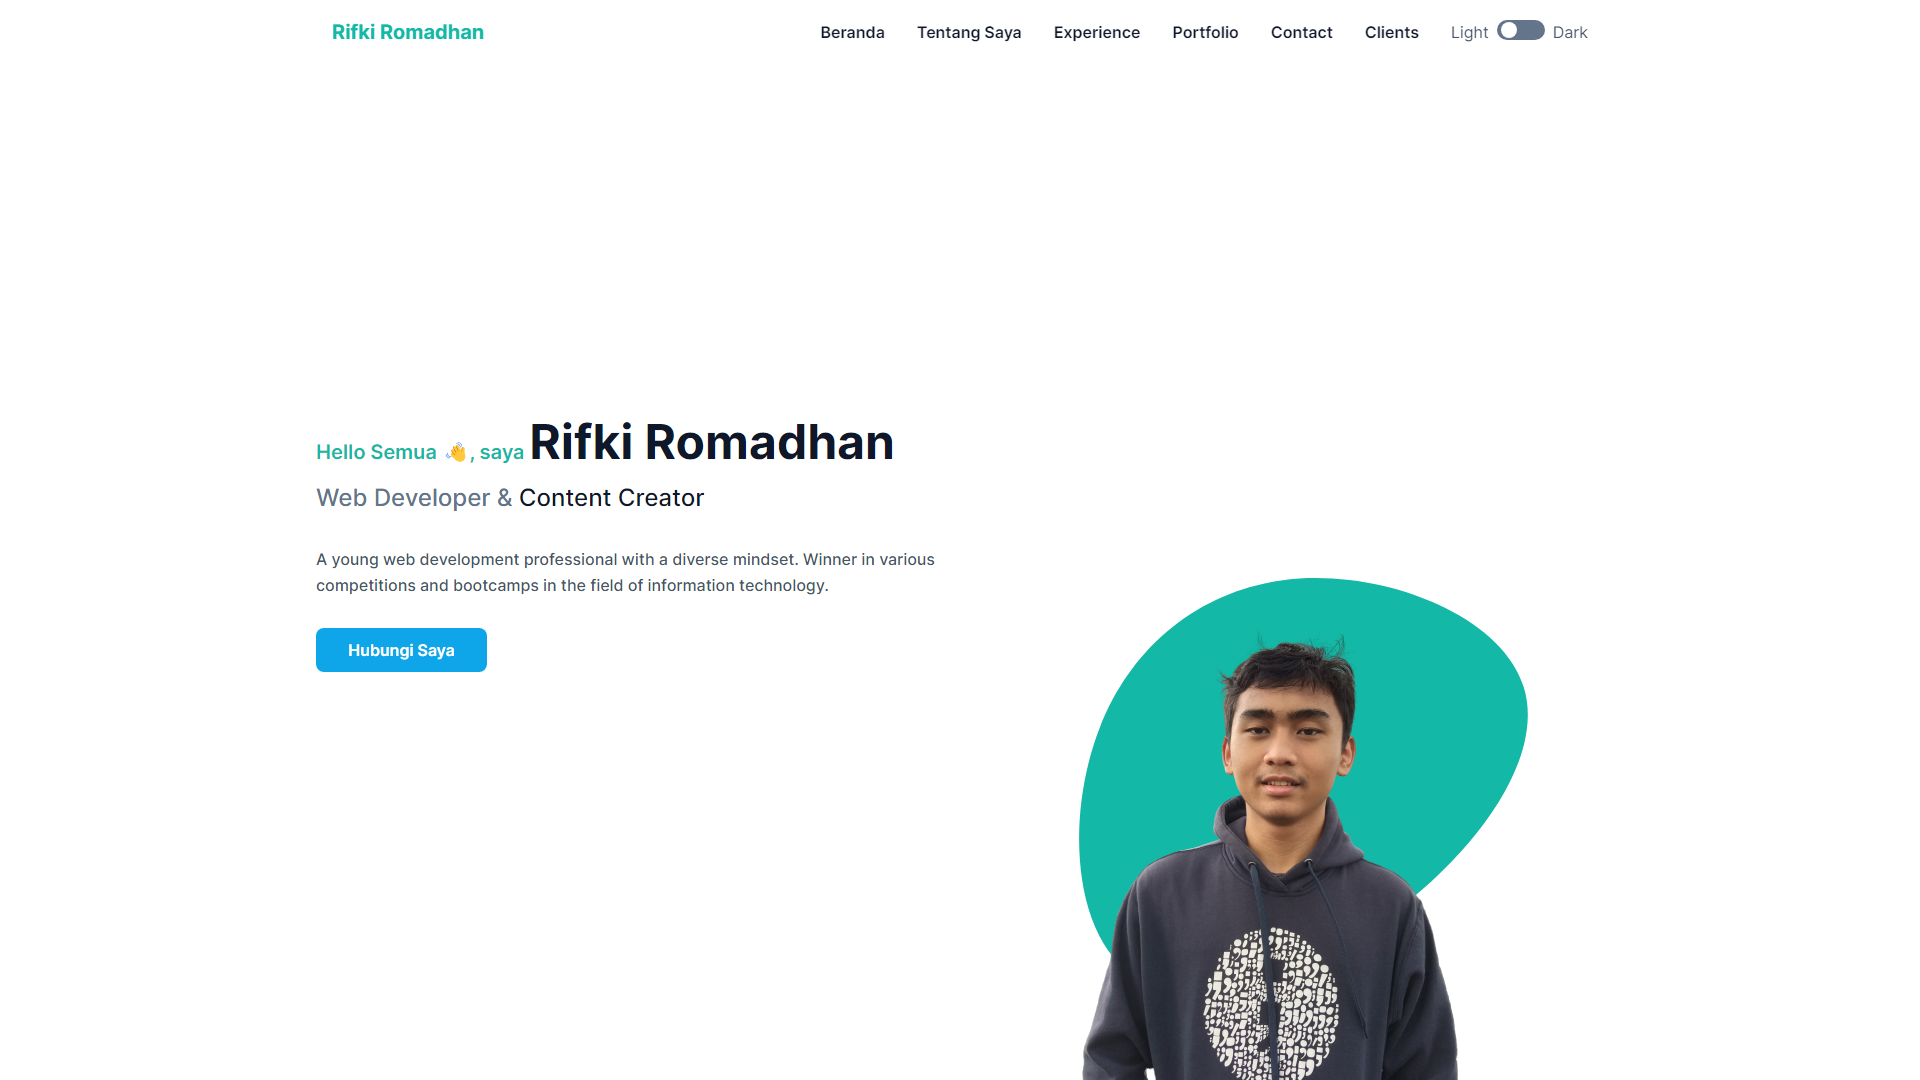 Rifki Romadhan
Beranda Tentang Saya Experience Portfolio Contact Clients Light Dark
Hello Semua 👋, saya Rifki Romadhan
Web Developer & Content Creator
A young web development professional with a diverse mindset. Winner in various
competitions and bootcamps in the field of information technology.
Hubungi Saya